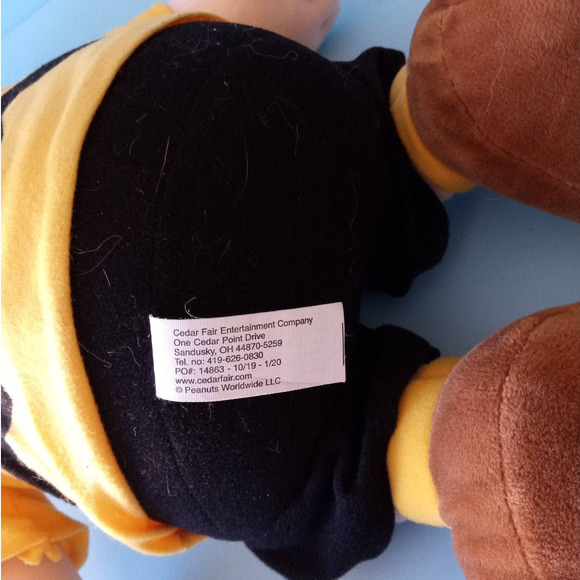 Cedar Fair Entertainment Company
One Cedar Point Drive
Sandusky, OH 44870-5259
Tel. no: 419-626-0830
PO#: 14863 - 10/19 - 1/20
www.cedarfair.com
© Peanuts Worldwide LLC